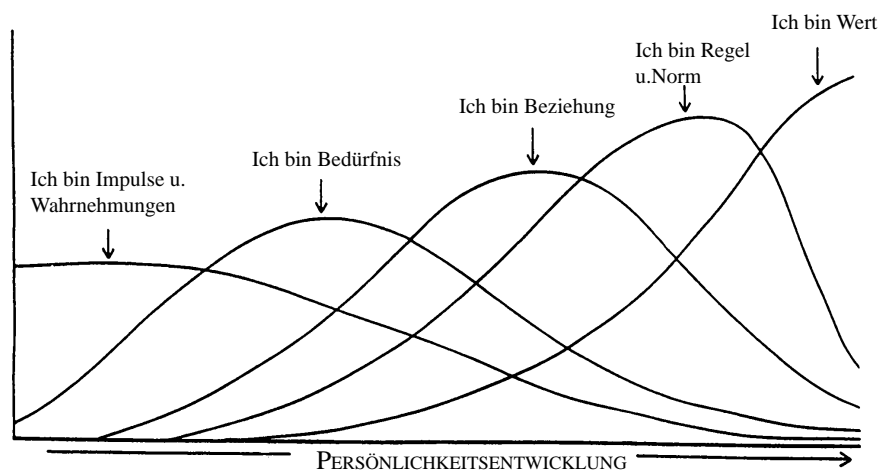 Ich bin Wert
Ich bin Regel
u.Norm
Ich bin Beziehung
Ich bin Bedürfnis
Ich bin Impulse u.
Wahrnehmungen
PERSÖNLICHKEITSENTWICKLUNG